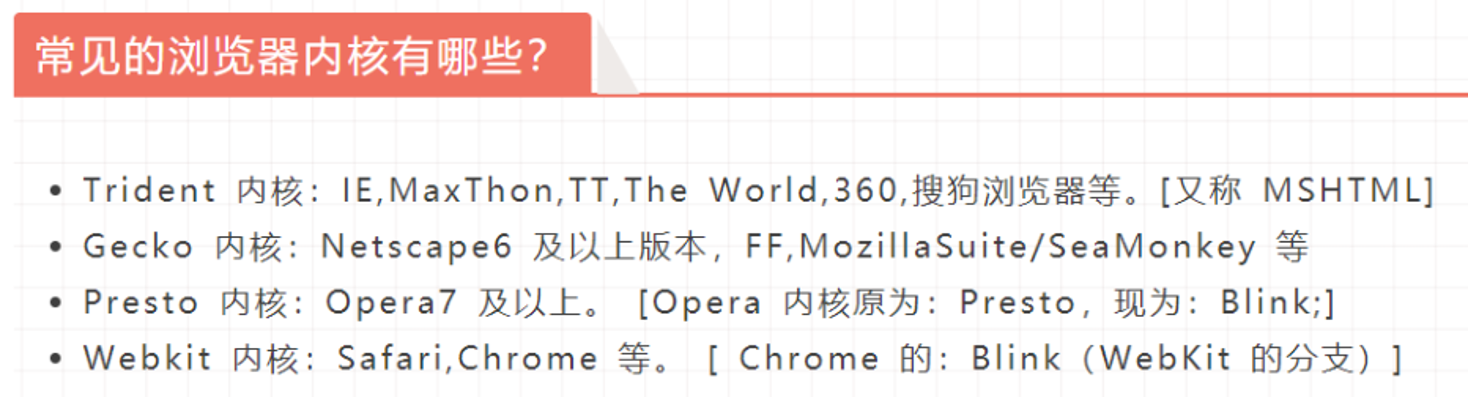 常见的浏览器内核有哪些？
• Trident 内核：IE,MaxThon,TT,The World,360,搜狗浏览器等。[又称 MSHTML]
• Gecko 内核：Netscape6 及以上版本，FF,MozillaSuite/SeaMonkey 等
• Presto 内核：Opera7 及以上。 [Opera 内核原为：Presto，现为：Blink;]
• Webkit 内核：Safari,Chrome 等。 [ Chrome 的：Blink（WebKit 的分支）]